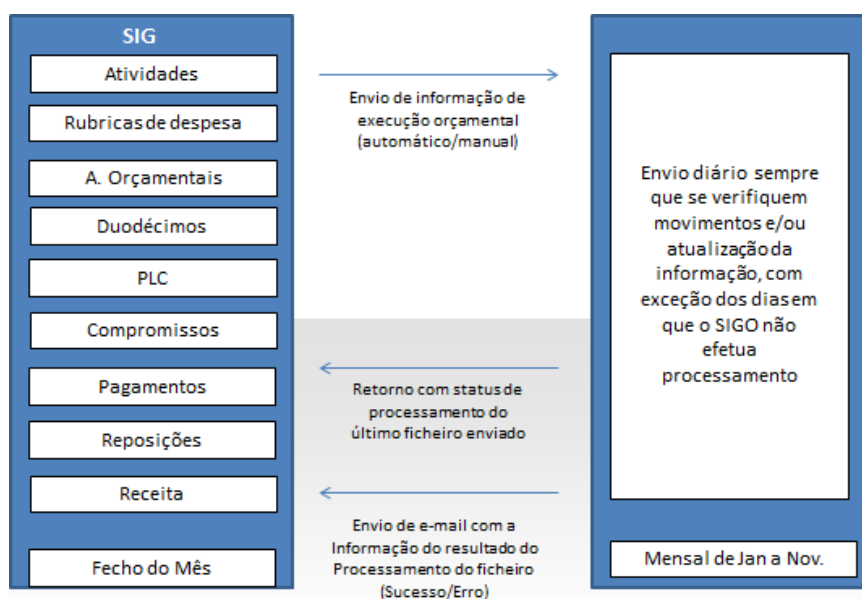 SIG
Atividades
Rubricas de despesa
A. Orçamentais
Duodécimos
PLC
Compromissos
Pagamentos
Reposições
Receita
Fecho do Mês
Envio de informação de
execução orçamental
(automático/manual)
Retorno com status de
processamento do
último ficheiro enviado
Envio de e-mail com a
Informação do resultado do
Processamento do ficheiro
(Sucesso/Erro)
Envio diário sempre
que se verifiquem
movimentos e/ou
atualização da
informação, com
exceção dos dias em
que o SIGO não
efetua
processamento
Mensal de Jan a Nov.